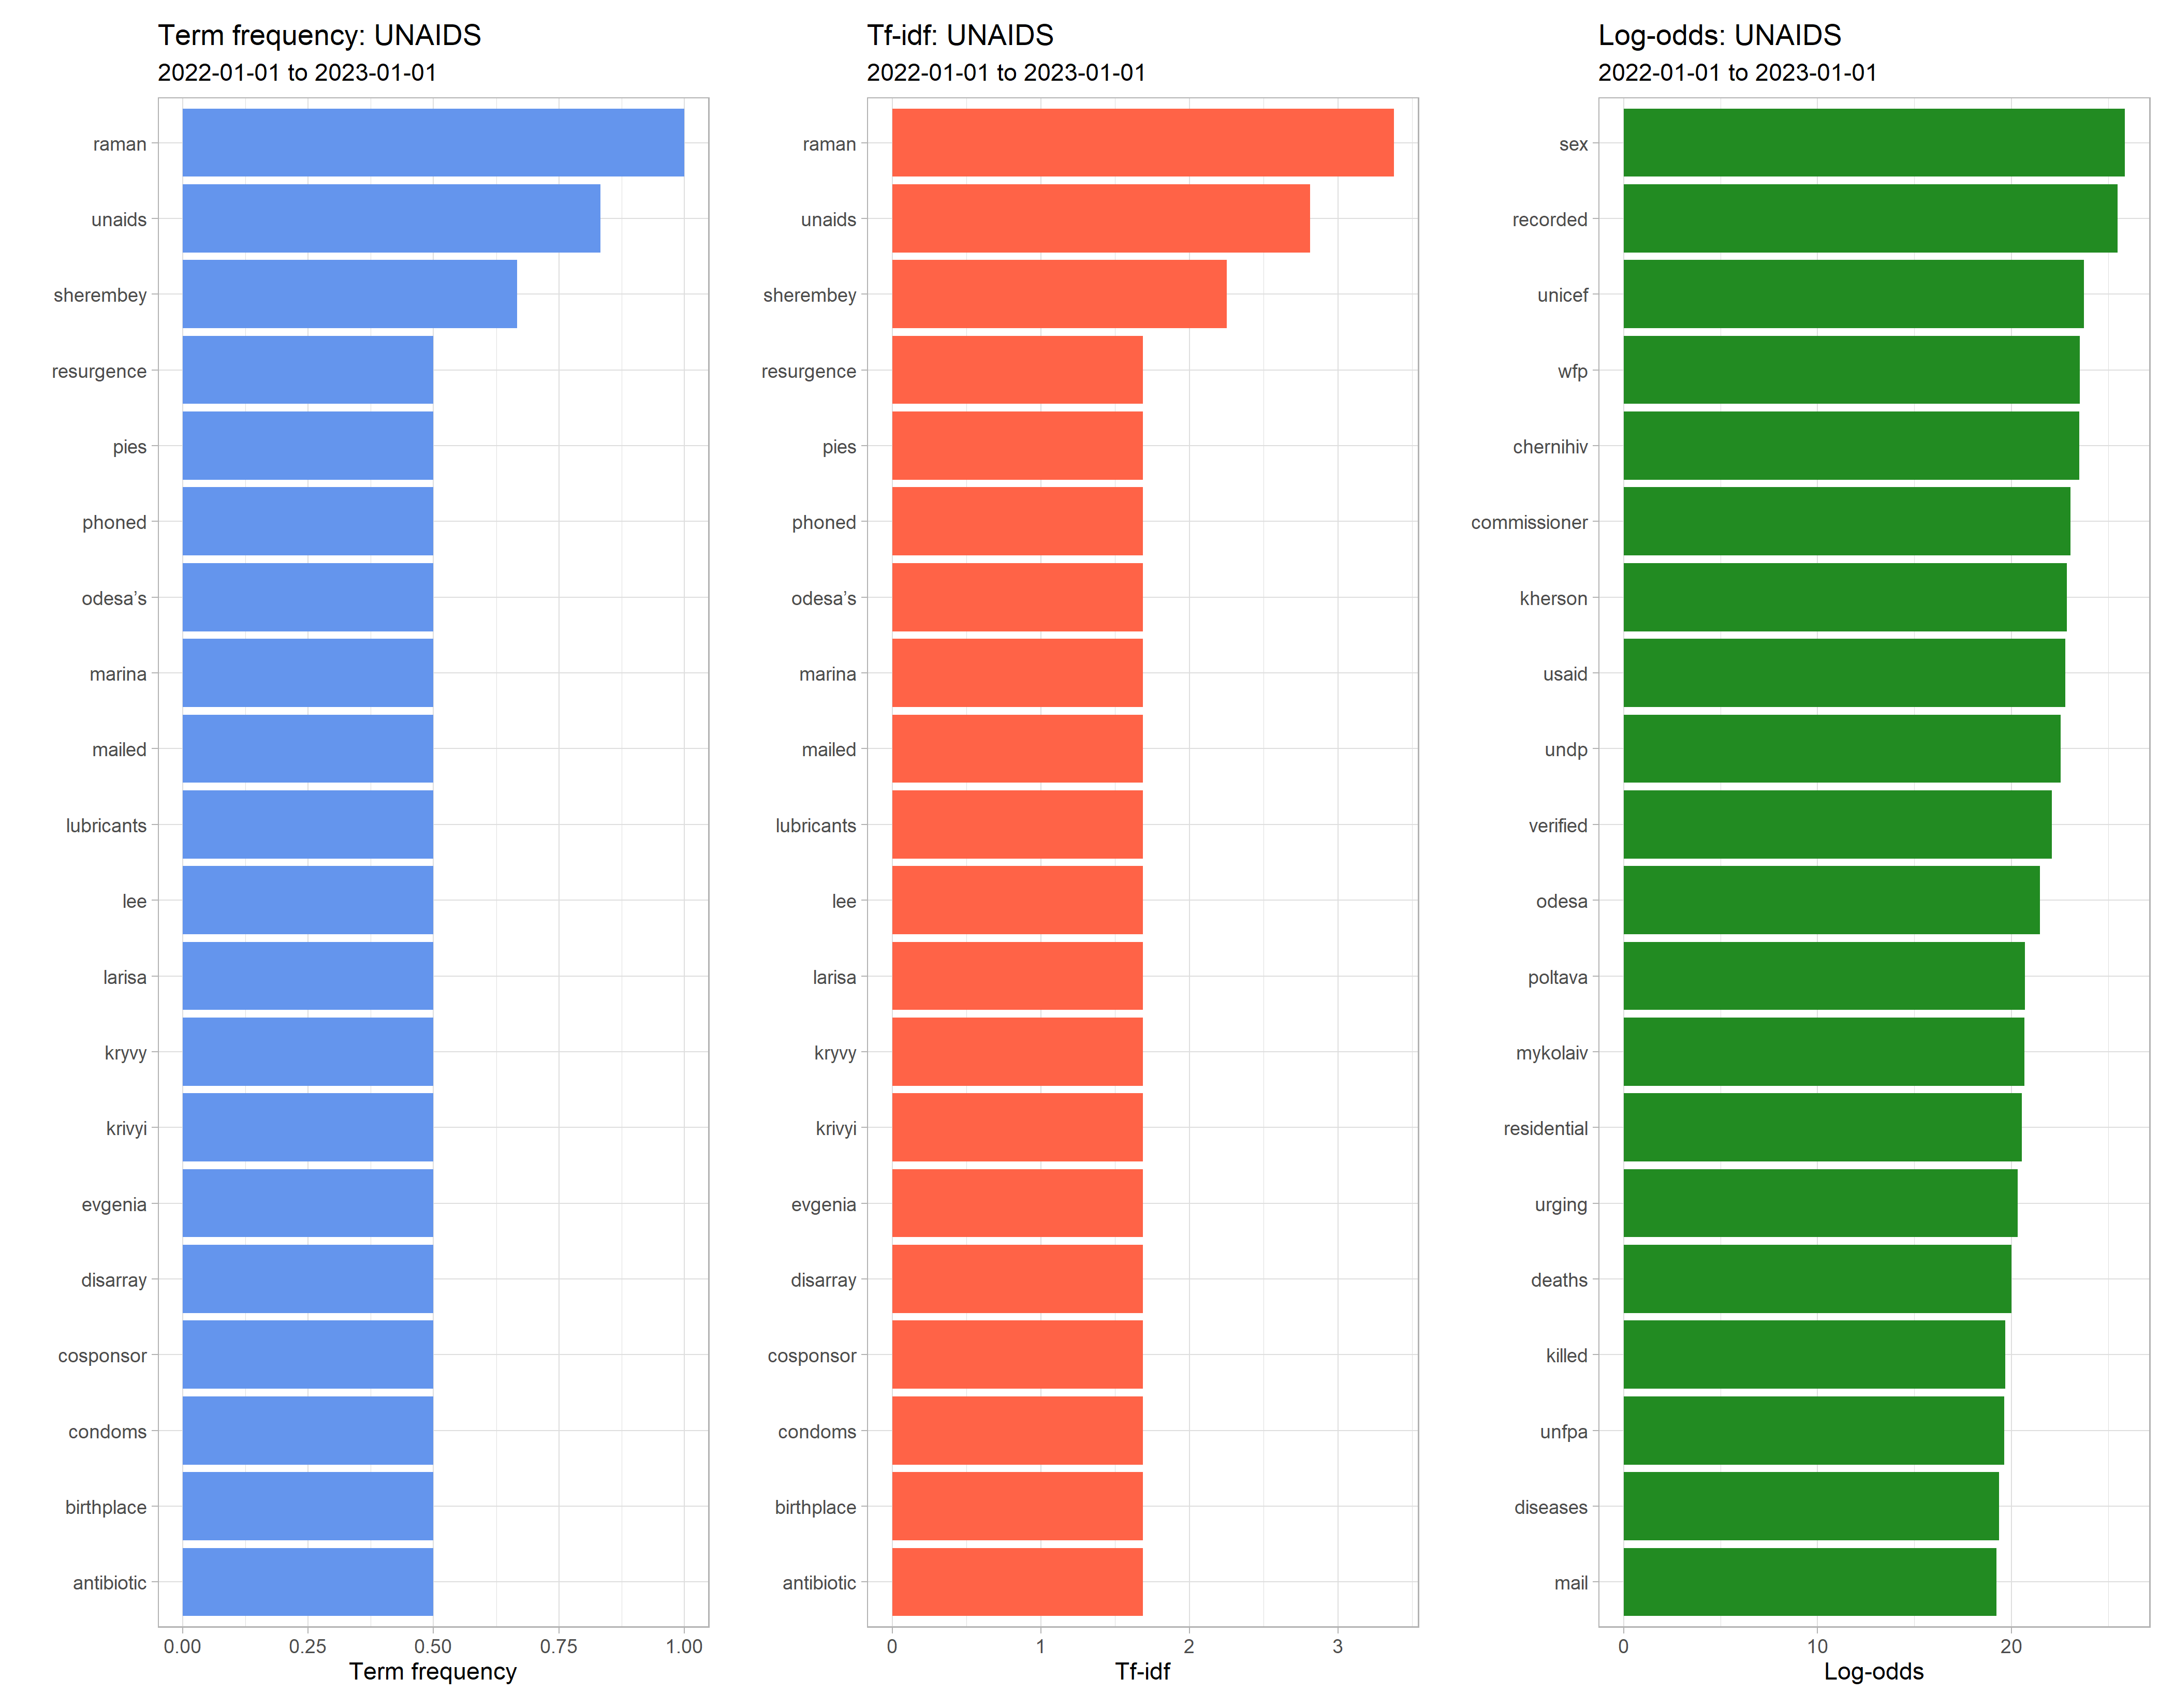 Term frequency: UNAIDS
2022-01-01 to 2023-01-01
raman
unaids
sherembey
resurgence
pies
phoned
odesa’s
marina
mailed
lubricants
lee
larisa
kryvy
krivyi
evgenia
disarray
cosponsor
condoms
birthplace
antibiotic
0.00 0.25 0.50 0.75 1.00
Term frequency
Tf-idf: UNAIDS
2022-01-01 to 2023-01-01
raman
unaids
sherembey
resurgence
pies
phoned
odesa’s
marina
mailed
lubricants
lee
larisa
kryvy
krivyi
evgenia
disarray
cosponsor
condoms
birthplace
antibiotic
0 1 2 3
Tf-idf
Log-odds: UNAIDS
2022-01-01 to 2023-01-01
sex
recorded
unicef
wfp
chernihiv
commissioner
kherson
usaid
undp
verified
odesa
poltava
mykolaiv
residential
urging
deaths
killed
unfpa
diseases
mail
0 10 20
Log-odds